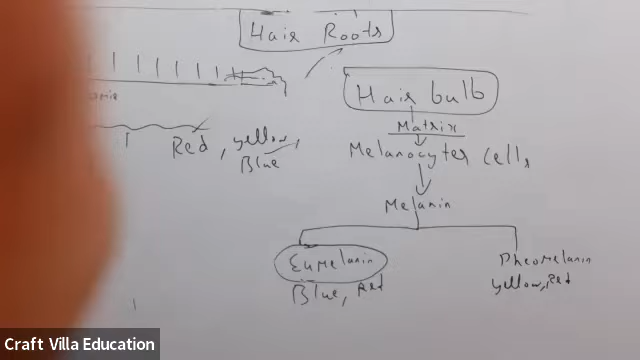 Hair Roots
Hair bulb
Matrix
Red, yellow,
Blue
Melanocyter cells
Melanin
Eumelanin
Blue, Red
Pheomelanin
yellow, Red
Craft Villa Education